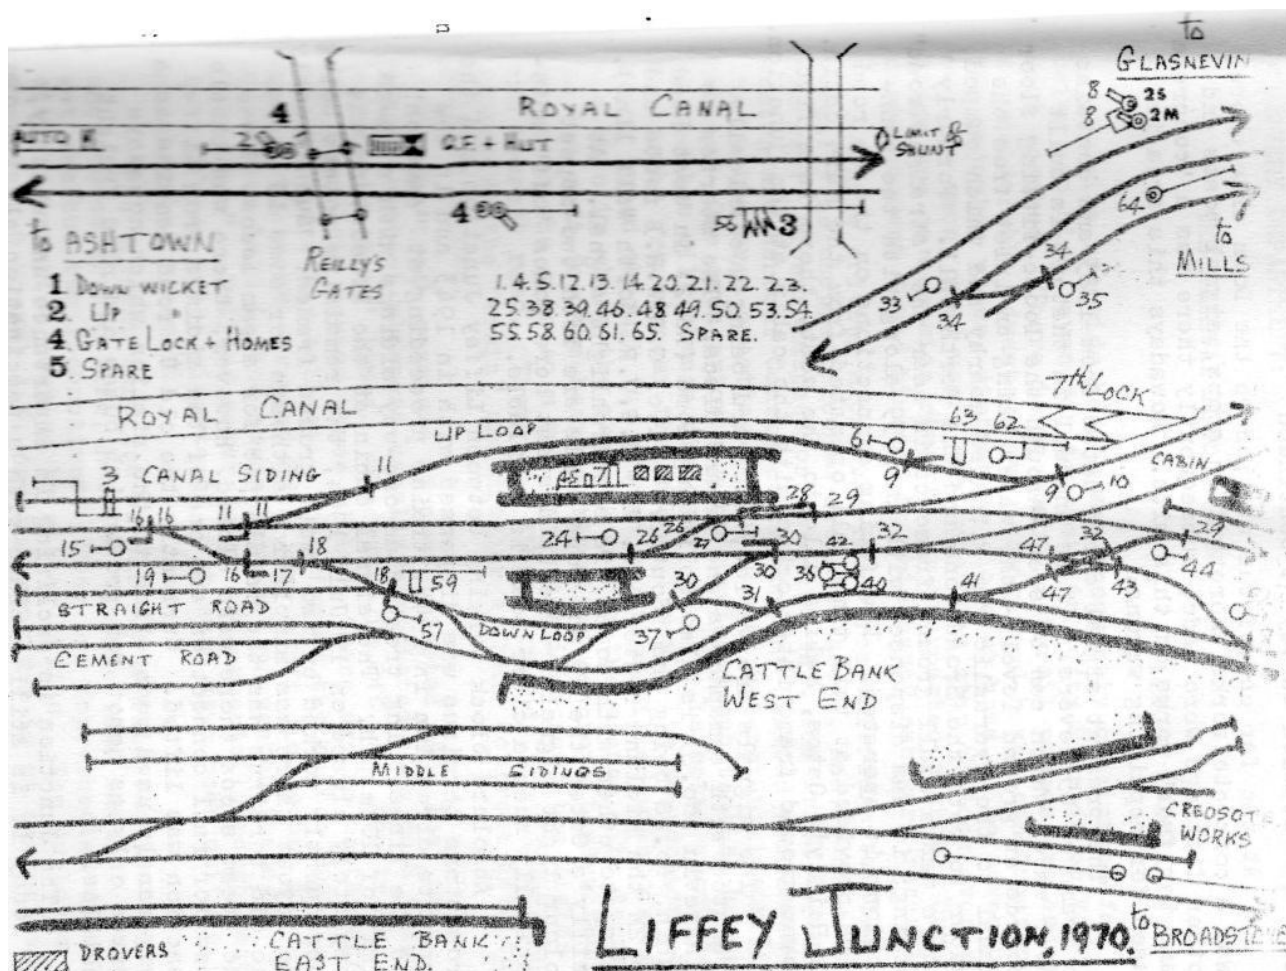 to
GLASNEVIN
8 2S
8 2M
ROYAL CANAL
4
AUTO
2
Q.F. + HUT
LIMIT OF
SHUNT
64
4
3
to
MILLS
to ASHTOWN
REILLY'S
GATES
34
33
34
35
1 DOWN WICKET
2 UP "
4. GATE LOCK + HOMES
5. SPARE
1. 4. 5. 12. 13. 14. 20. 21. 22. 23.
25. 38. 39. 46. 48. 49. 50. 53. 54.
55. 58. 60. 61. 65. SPARE.
7th LOCK
ROYAL CANAL
UP LOOP
6
63 62
11
3 CANAL SIDING
9
9
10
CABIN
28 29
16 16
11 11
15
24
26 26
27
30
32
32
29
18
47
19
16 17
18
59
30
30
42
36
40
41
47
43
44
31
STRAIGHT ROAD
57
DOWN LOOP
37
CEMENT ROAD
CATTLE BANK
WEST END
MIDDLE SIDINGS
CREOSOTE
WORKS
LIFFEY JUNCTION, 1970.
to
BROADSTONE
DROVERS
CATTLE BANK
EAST END.